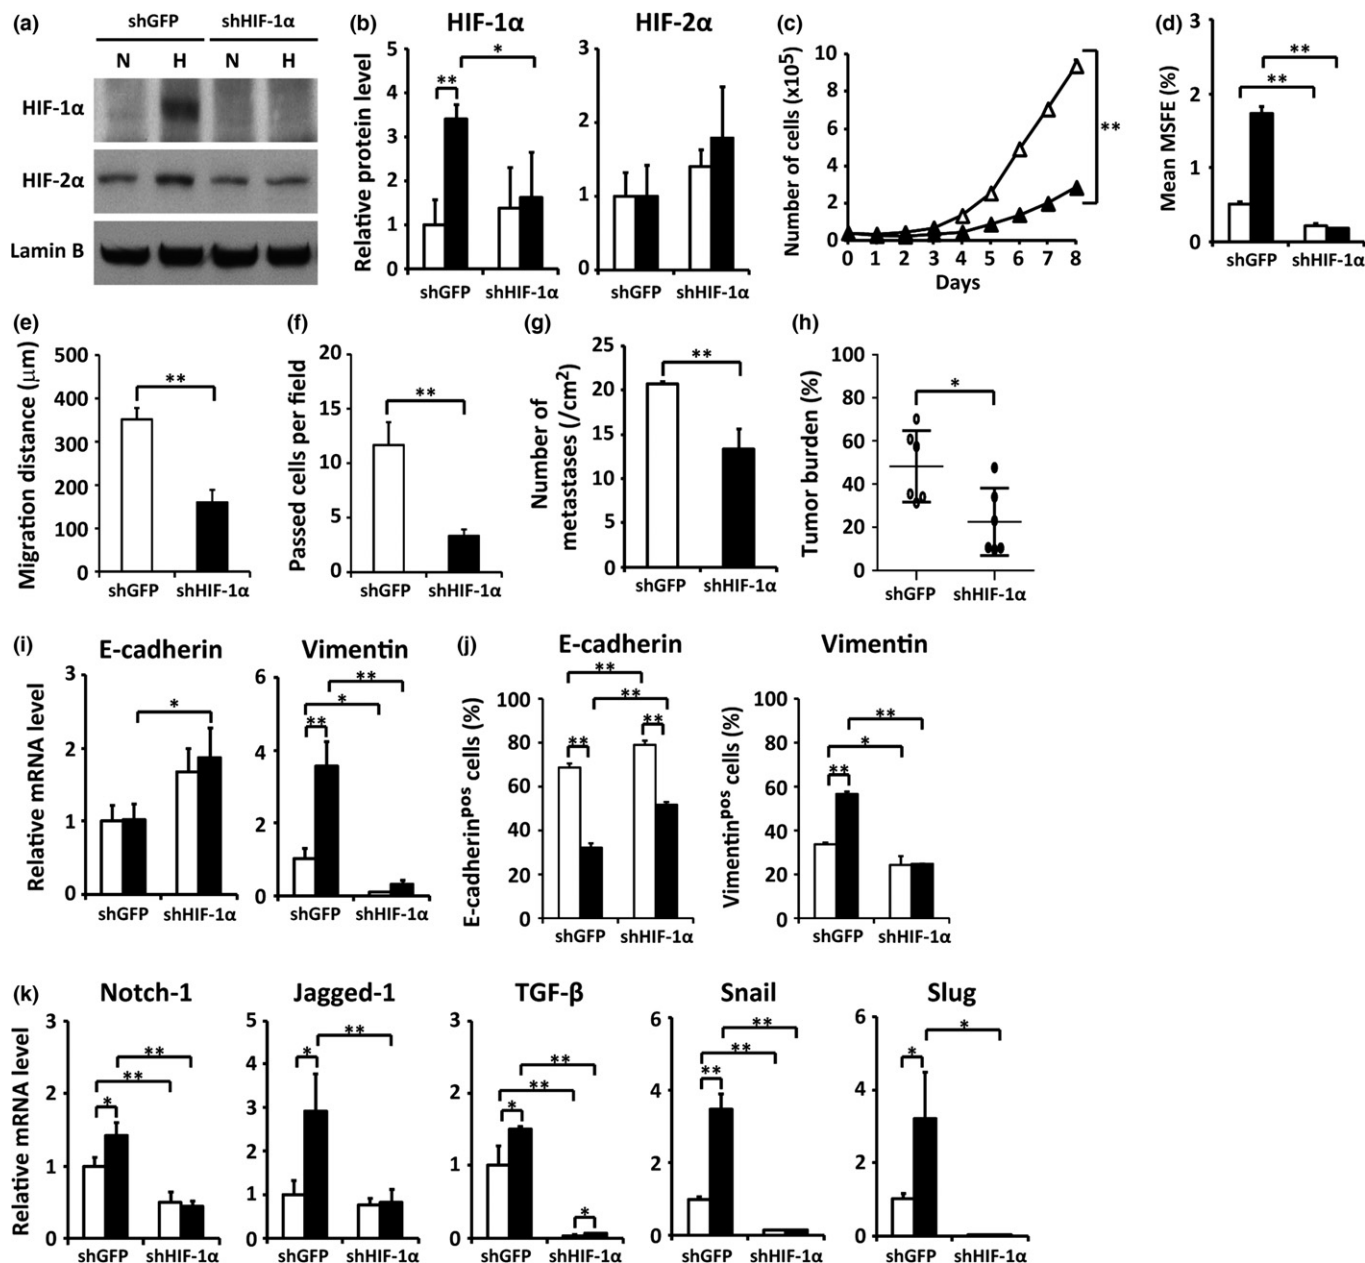 (a)
shGFP shHIF-1α
N H N H
HIF-1α
HIF-2α
Lamin B
(b)
HIF-1α
Relative protein level
5
4
3
2
1
0
*
**
shGFP shHIF-1α
HIF-2α
3
2
1
0
shGFP shHIF-1α
(c)
Number of cells (x10⁵)
10
8
6
4
2
0
**
0 1 2 3 4 5 6 7 8
Days
(d)
Mean MSFE (%)
3
2
1
0
**
**
shGFP shHIF-1α
(e)
Migration distance (μm)
500
400
300
200
100
0
**
shGFP shHIF-1α
(f)
Passed cells per field
20
15
10
5
0
**
shGFP shHIF-1α
(g)
Number of
metastases (/cm²)
25
20
15
10
5
0
**
shGFP shHIF-1α
(h)
Tumor burden (%)
100
80
60
40
20
0
*
shGFP shHIF-1α
(i)
E-cadherin
Relative mRNA level
3
2
1
0
*
shGFP shHIF-1α
Vimentin
6
4
2
0
**
*
**
shGFP shHIF-1α
(j)
E-cadherin
E-cadherinᵖᵒˢ cells (%)
100
80
60
40
20
0
**
**
**
**
shGFP shHIF-1α
Vimentin
Vimentinᵖᵒˢ cells (%)
100
80
60
40
20
0
**
*
**
shGFP shHIF-1α
(k)
Notch-1
Relative mRNA level
3
2
1
0
**
**
*
shGFP shHIF-1α
Jagged-1
5
4
3
2
1
0
**
*
shGFP shHIF-1α
TGF-β
3
2
1
0
**
**
*
*
shGFP shHIF-1α
Snail
6
4
2
0
**
**
**
shGFP shHIF-1α
Slug
6
4
2
0
*
*
shGFP shHIF-1α